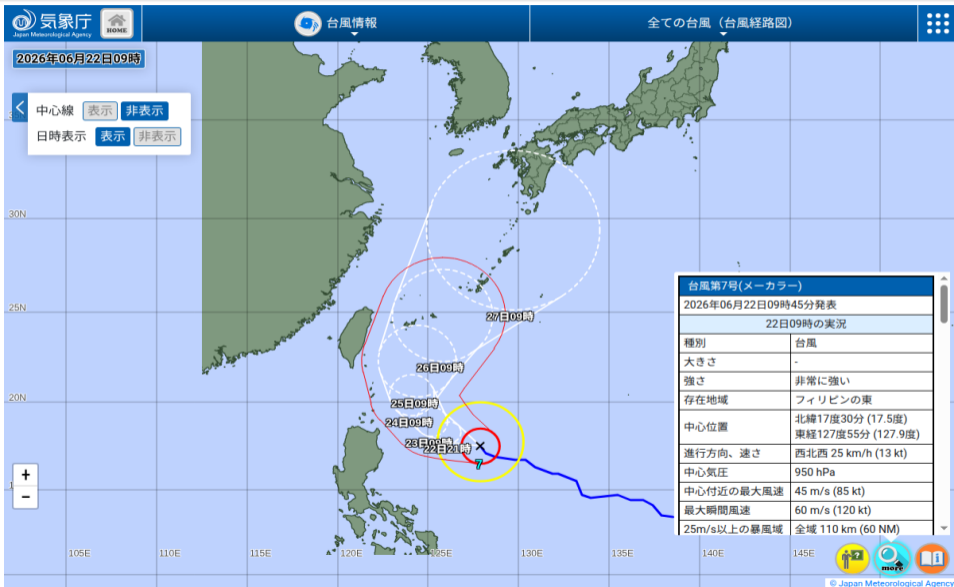 気象庁
Japan Meteorological Agency
HOME
台風情報
全ての台風（台風経路図）
2026年06月22日09時
中心線 表示 非表示
日時表示 表示 非表示
30N
25N
20N
105E
110E
115E
120E
125E
130E
135E
140E
145E
27日09時
26日09時
25日09時
24日09時
23日09時
22日21時
7
+
−
台風第7号(メーカラー)
2026年06月22日09時45分発表
22日09時の実況
種別 台風
大きさ -
強さ 非常に強い
存在地域 フィリピンの東
中心位置 北緯17度30分 (17.5度)
東経127度55分 (127.9度)
進行方向、速さ 西北西 25 km/h (13 kt)
中心気圧 950 hPa
中心付近の最大風速 45 m/s (85 kt)
最大瞬間風速 60 m/s (120 kt)
25m/s以上の暴風域 全域 110 km (60 NM)
more
© Japan Meteorological Agency